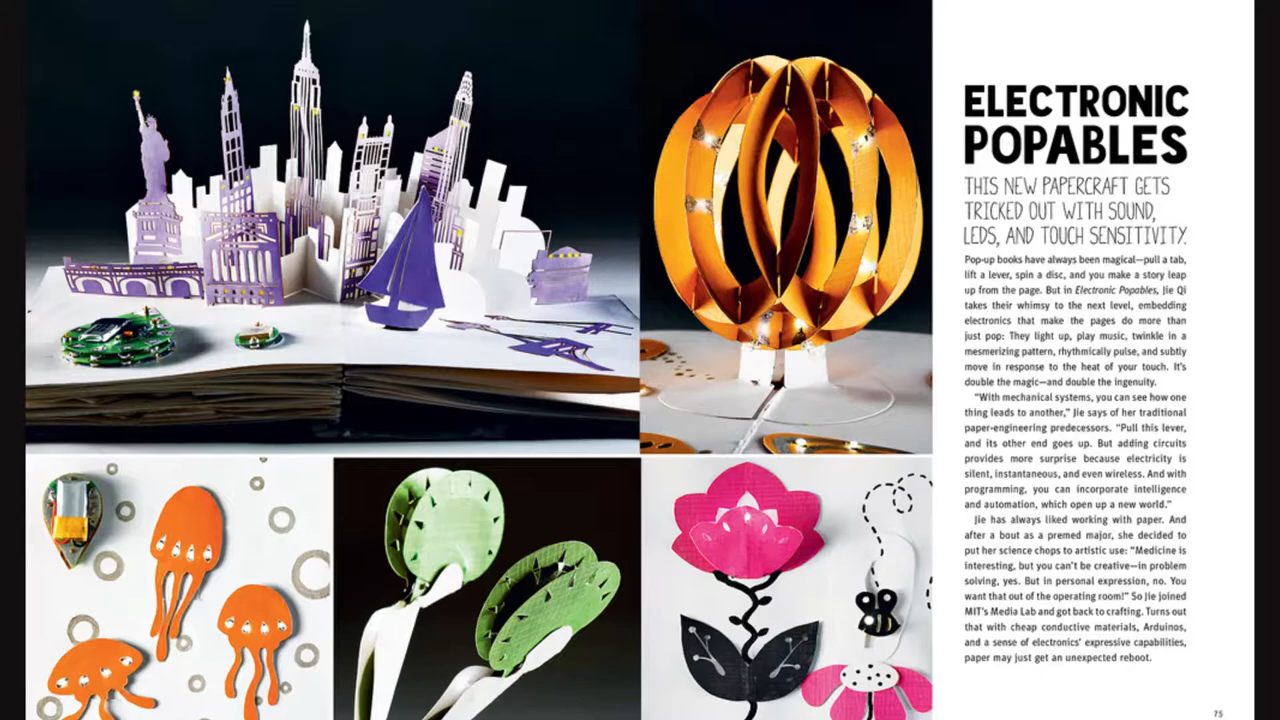 ELECTRONIC
POPABLES
THIS NEW PAPERCRAFT GETS
TRICKED OUT WITH SOUND,
LEDS, AND TOUCH SENSITIVITY.
Pop-up books have always been magical—pull a tab,
lift a lever, spin a disc, and you make a story leap
up from the page. But in Electronic Popables, Jie Qi
takes their whimsy to the next level, embedding
electronics that make the pages do more than
just pop: They light up, play music, twinkle in a
mesmerizing pattern, rhythmically pulse, and subtly
move in response to the heat of your touch. It's
double the magic—and double the ingenuity.
"With mechanical systems, you can see how one
thing leads to another," Jie says of her traditional
paper-engineering predecessors. "Pull this lever,
and its other end goes up. But adding circuits
provides more surprise because electricity is
silent, instantaneous, and even wireless. And with
programming, you can incorporate intelligence
and automation, which open up a new world."
Jie has always liked working with paper. And
after a bout as a premed major, she decided to
put her science chops to artistic use: "Medicine is
interesting, but you can't be creative—in problem
solving, yes. But in personal expression, no. You
want that out of the operating room!" So Jie joined
MIT's Media Lab and got back to crafting. Turns out
that with cheap conductive materials, Arduinos,
and a sense of electronics' expressive capabilities,
paper may just get an unexpected reboot.
75